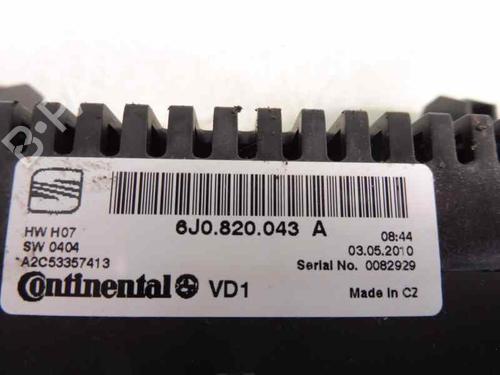 6J0.820.043 A
HW H07
SW 0404
A2C53357413
08:44
03.05.2010
Serial No. 0082929
Continental VD1
Made in CZ